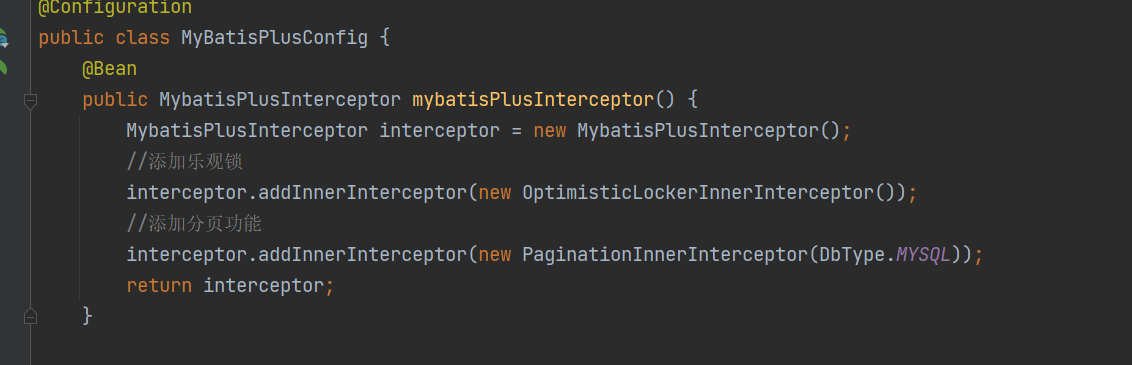 @Configuration
public class MyBatisPlusConfig {
@Bean
public MybatisPlusInterceptor mybatisPlusInterceptor() {
MybatisPlusInterceptor interceptor = new MybatisPlusInterceptor();
//添加乐观锁
interceptor.addInnerInterceptor(new OptimisticLockerInnerInterceptor());
//添加分页功能
interceptor.addInnerInterceptor(new PaginationInnerInterceptor(DbType.MYSQL));
return interceptor;
}